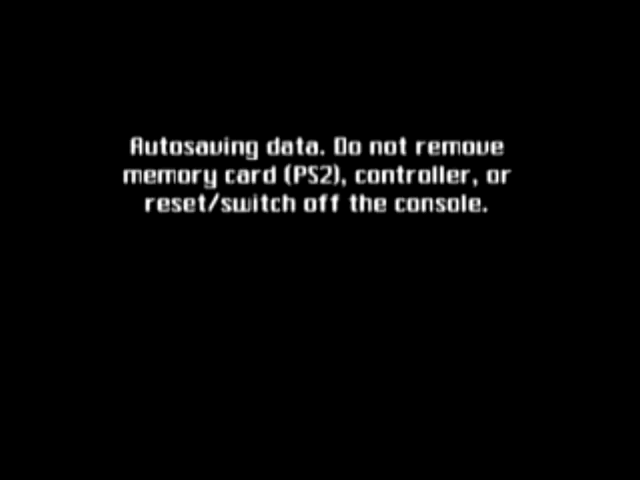 Autosaving data. Do not remove
memory card (PS2), controller, or
reset/switch off the console.